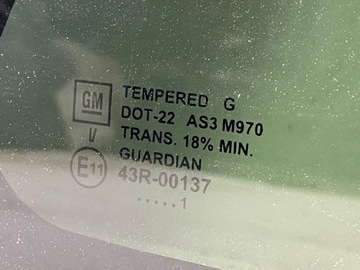 GM TEMPERED G
DOT-22 AS3 M970
V TRANS. 18% MIN.
GUARDIAN
E11 43R-00137
.....1